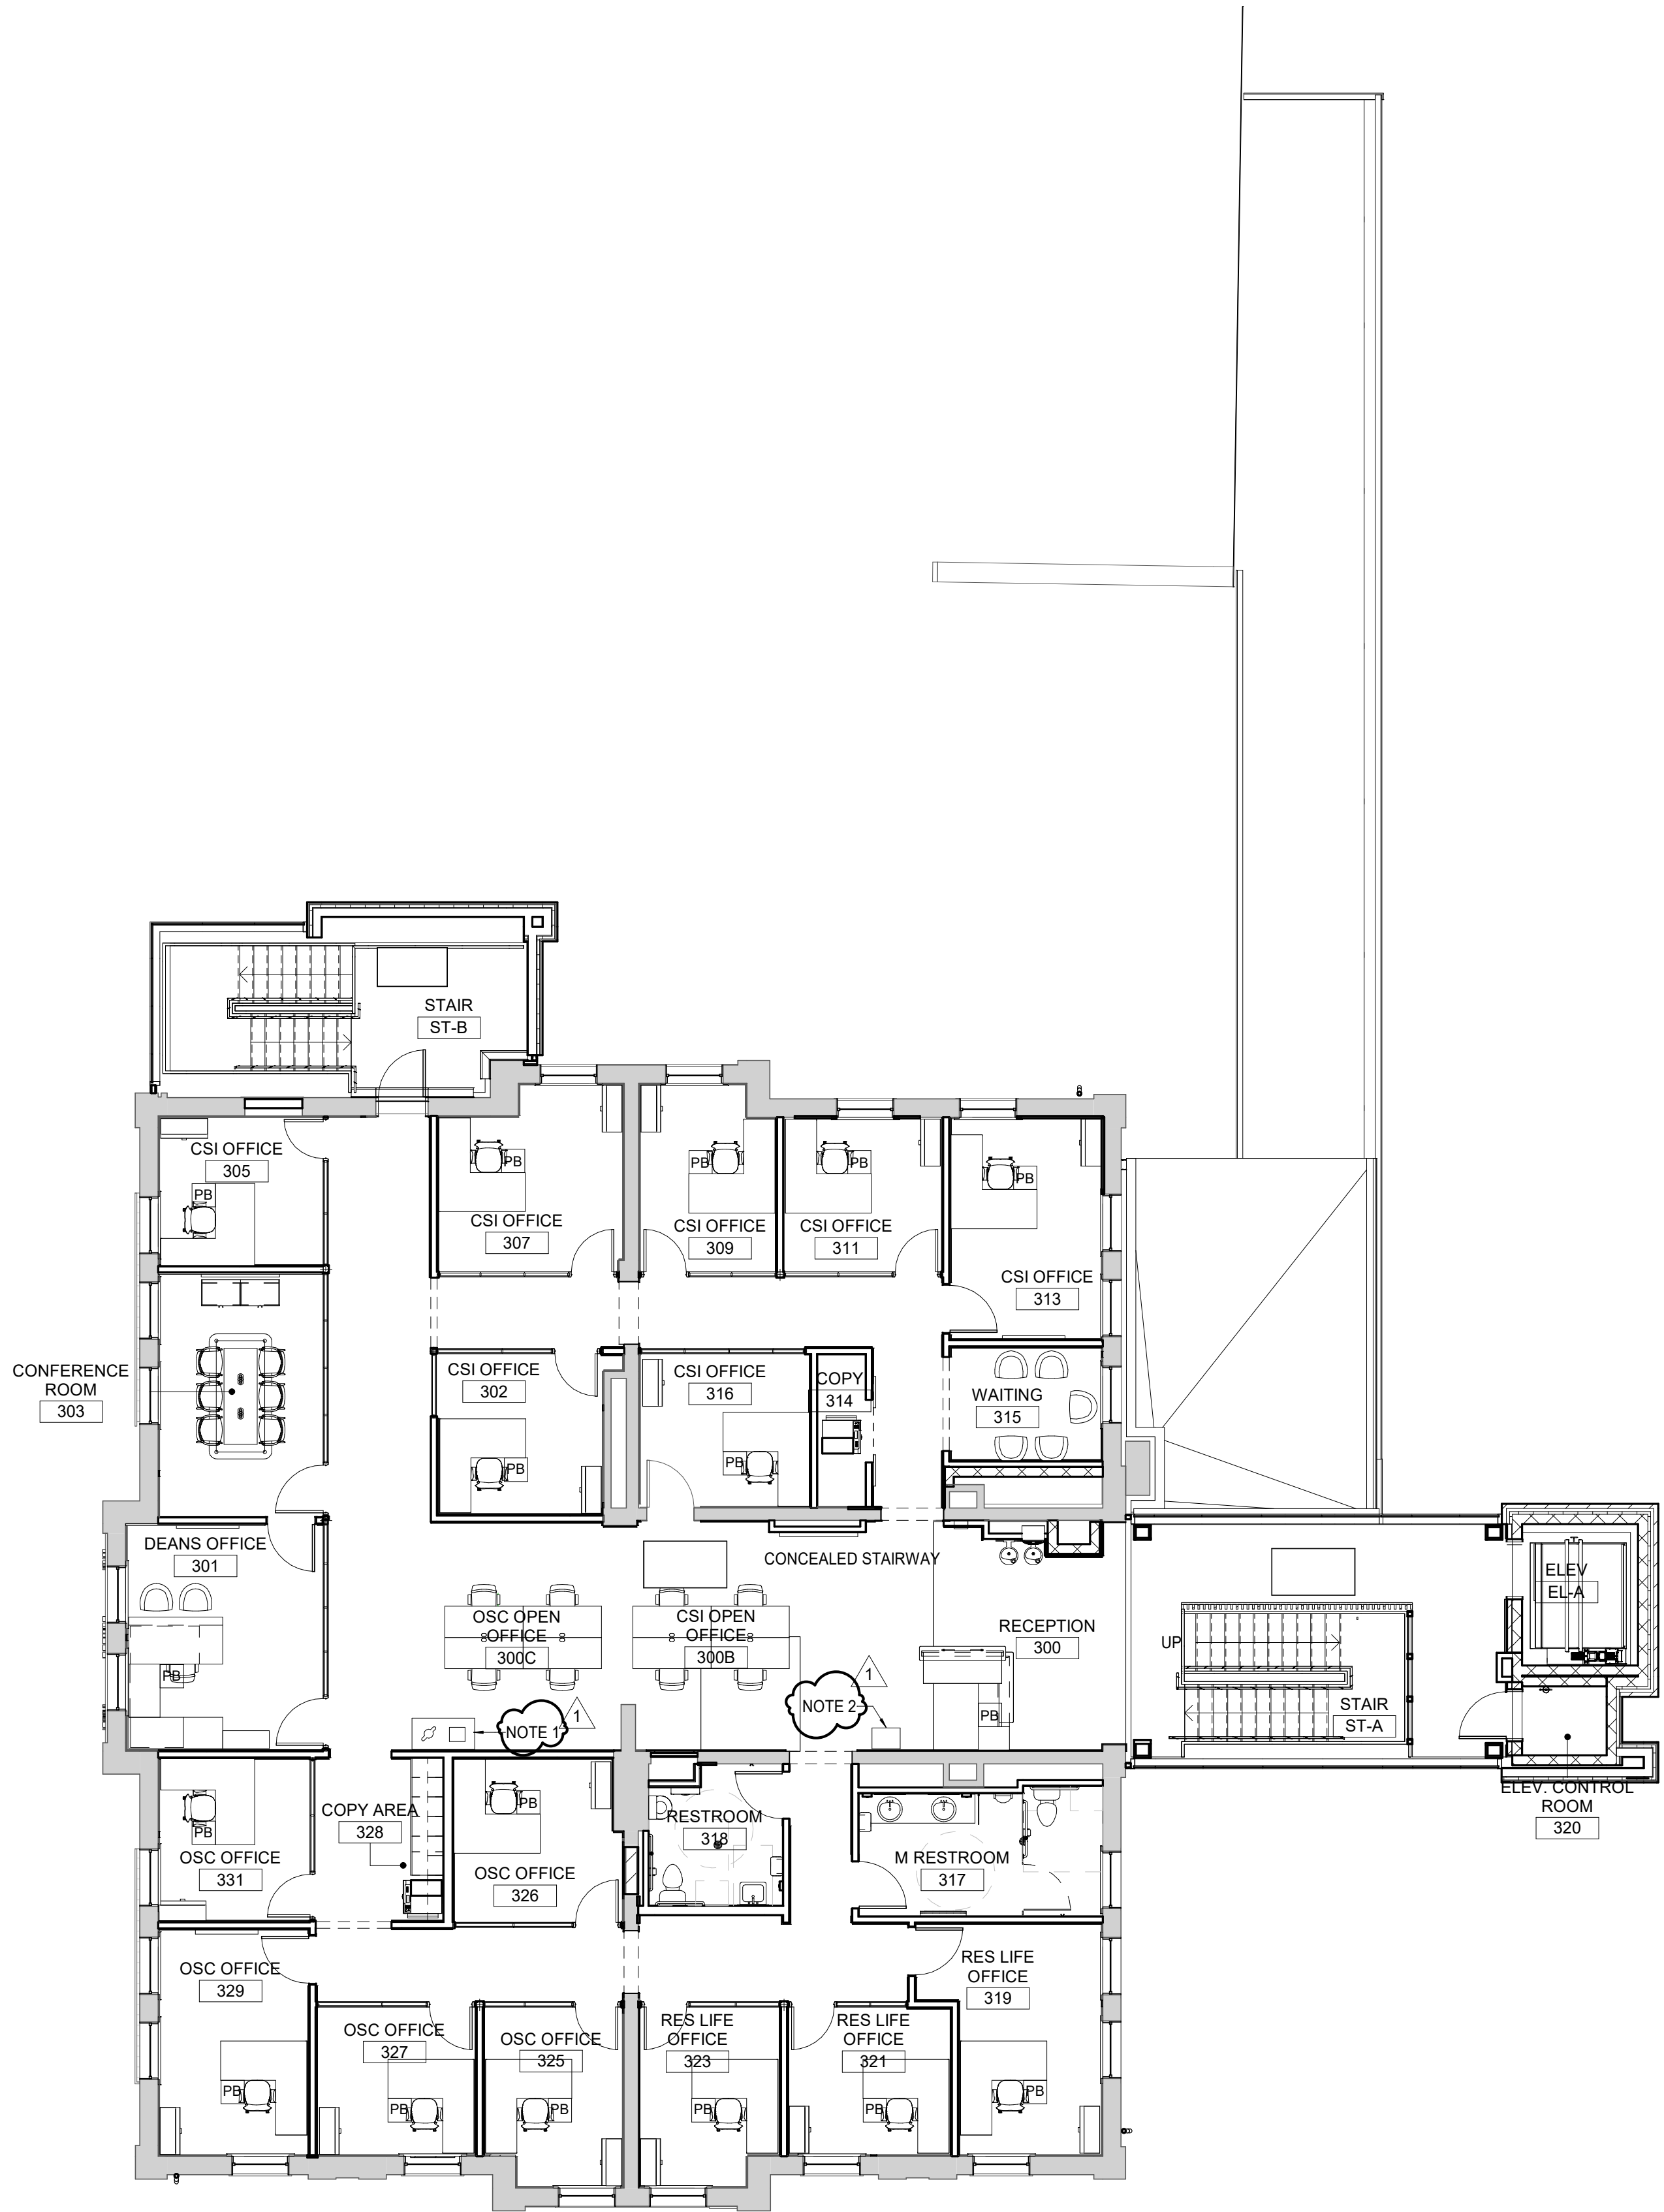 STAIR
ST-B
CSI OFFICE
305
PB
PB
CSI OFFICE
307
PB
CSI OFFICE
309
PB
CSI OFFICE
311
PB
CSI OFFICE
313
CONFERENCE
ROOM
303
CSI OFFICE
302
PB
CSI OFFICE
316
PB
COPY
314
WAITING
315
DEANS OFFICE
301
PB
CONCEALED STAIRWAY
OSC OPEN
OFFICE
300C
CSI OPEN
OFFICE
300B
RECEPTION
300
PB
NOTE 1
1
NOTE 2
1
UP
STAIR
ST-A
ELEV
EL-A
ELEV. CONTROL
ROOM
320
PB
OSC OFFICE
331
COPY AREA
328
PB
OSC OFFICE
326
RESTROOM
318
M RESTROOM
317
OSC OFFICE
329
PB
OSC OFFICE
327
PB
OSC OFFICE
325
PB
RES LIFE
OFFICE
323
PB
RES LIFE
OFFICE
321
PB
RES LIFE
OFFICE
319
PB